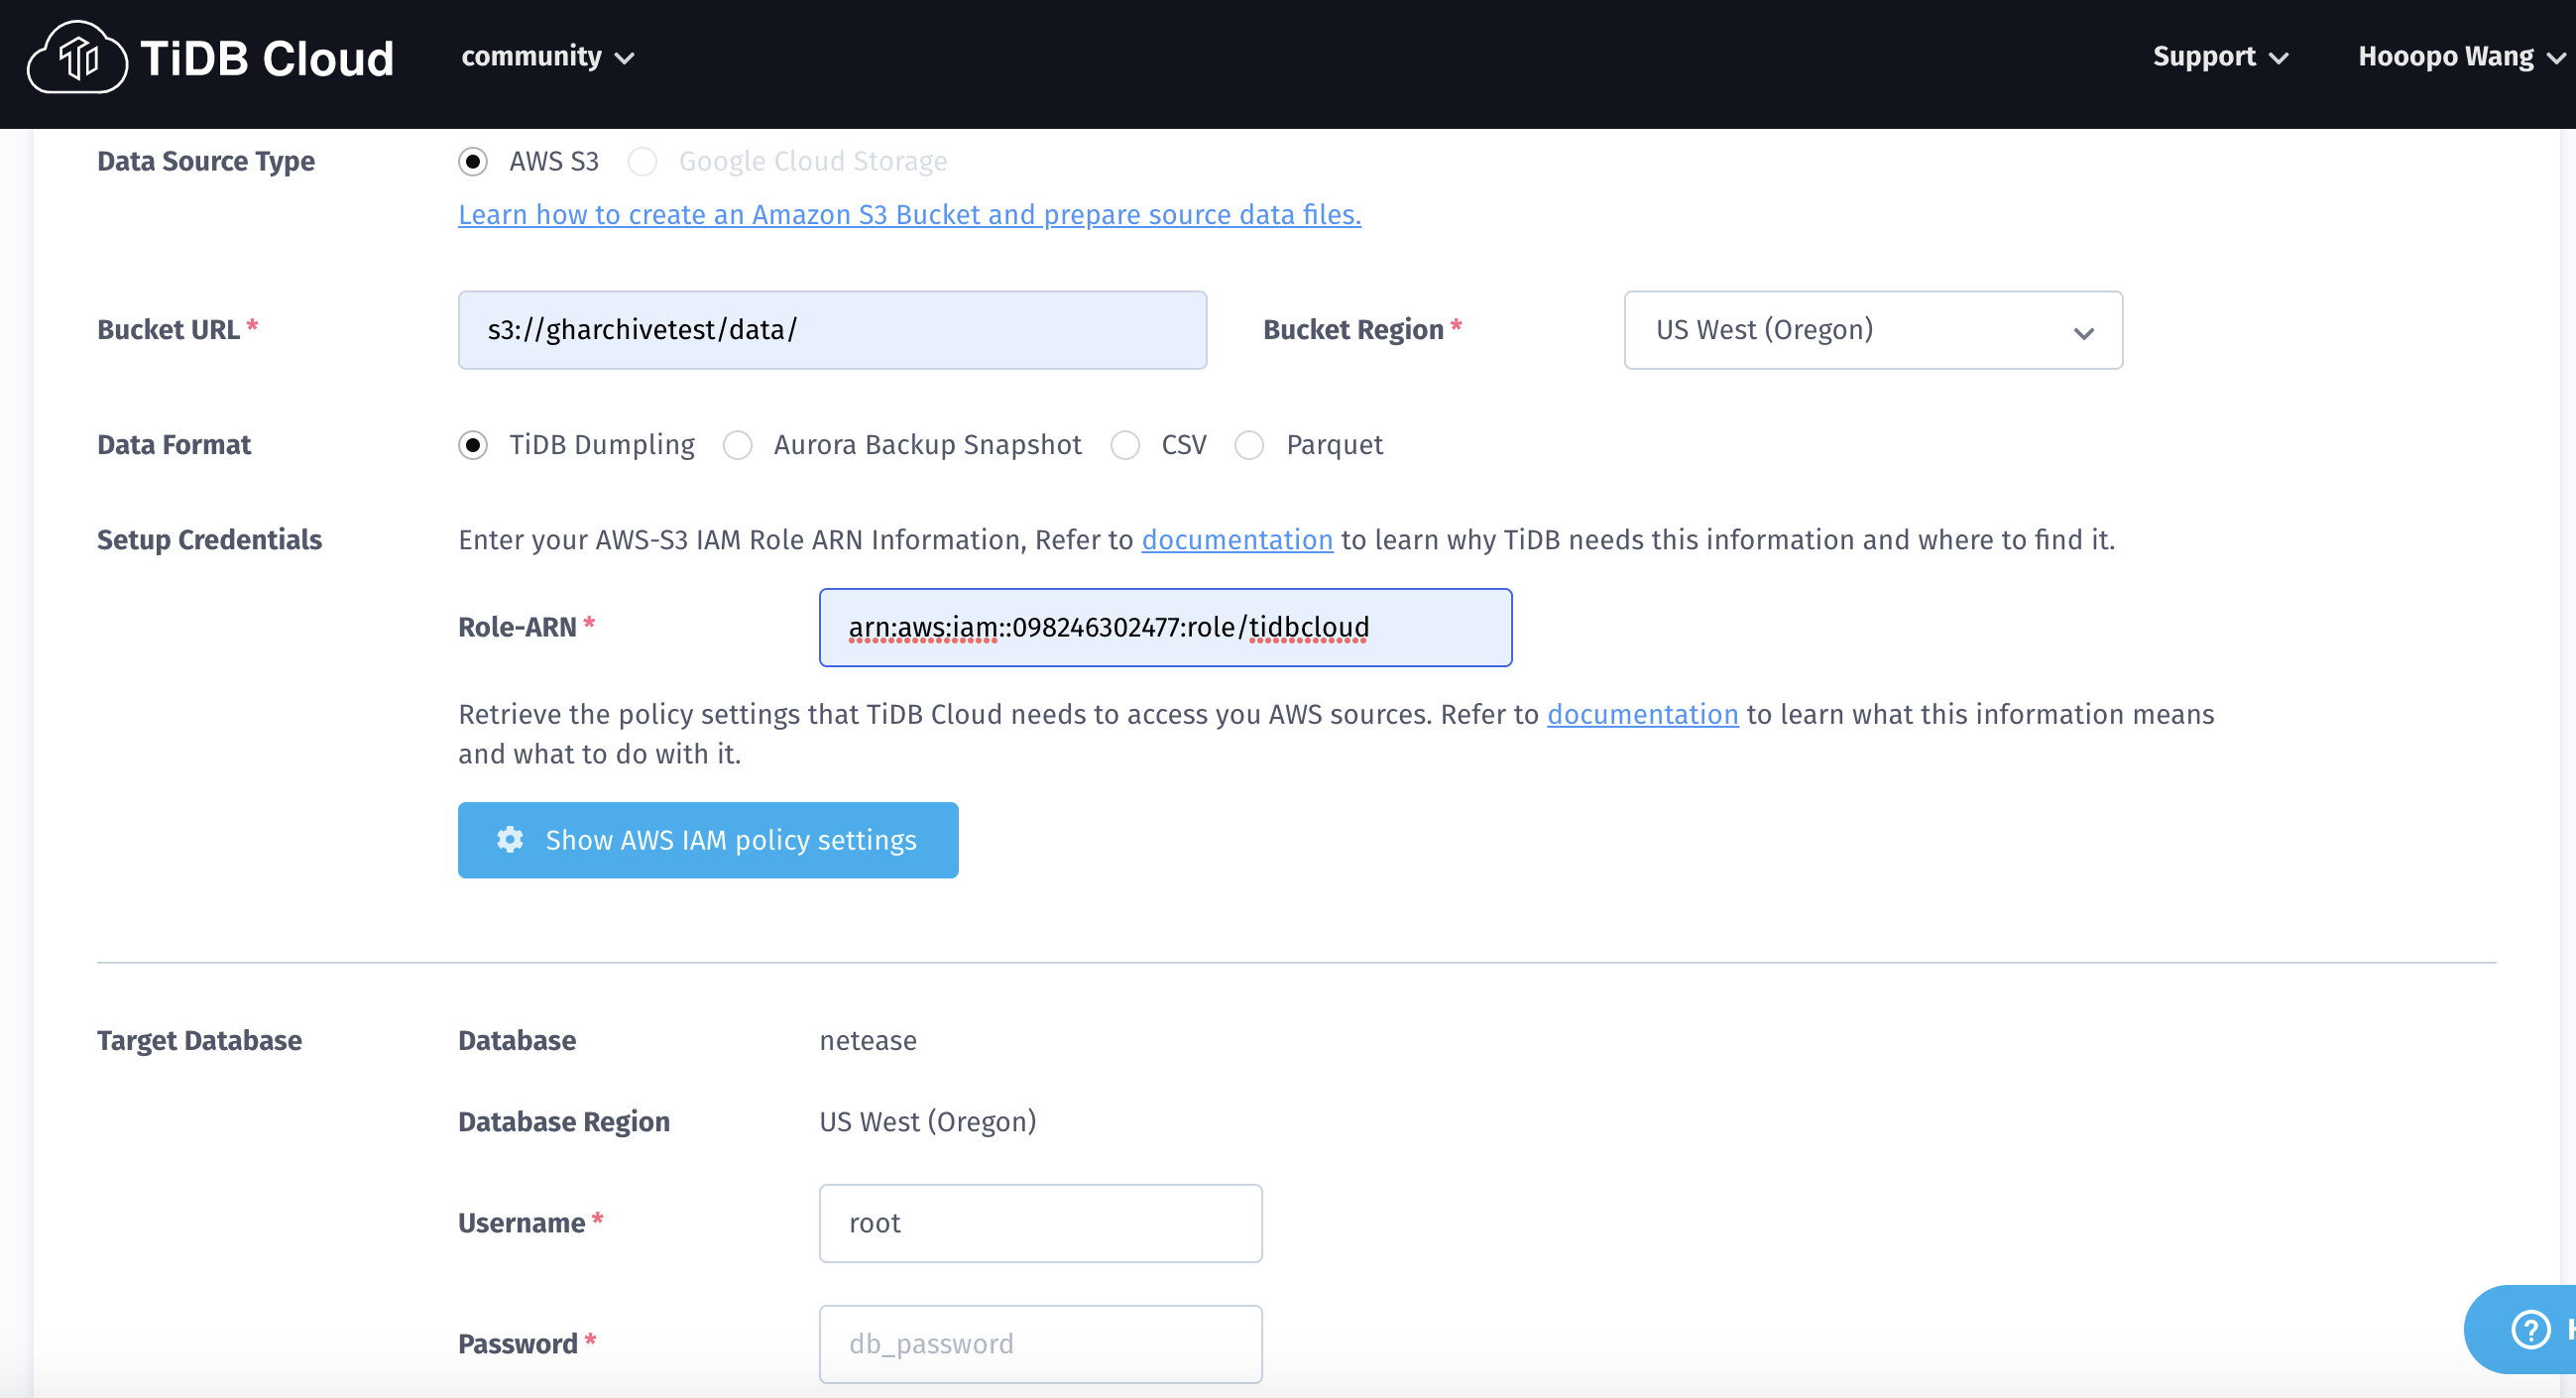 TiDB Cloud community Support Hooopo Wang
Data Source Type AWS S3 Google Cloud Storage
Learn how to create an Amazon S3 Bucket and prepare source data files.
Bucket URL * s3://gharchivetest/data/ Bucket Region * US West (Oregon)
Data Format TiDB Dumpling Aurora Backup Snapshot CSV Parquet
Setup Credentials Enter your AWS-S3 IAM Role ARN Information, Refer to documentation to learn why TiDB needs this information and where to find it.
Role-ARN * arn:aws:iam::098246302477:role/tidbcloud
Retrieve the policy settings that TiDB Cloud needs to access you AWS sources. Refer to documentation to learn what this information means
and what to do with it.
Show AWS IAM policy settings
Target Database Database netease
Database Region US West (Oregon)
Username * root
Password * db_password